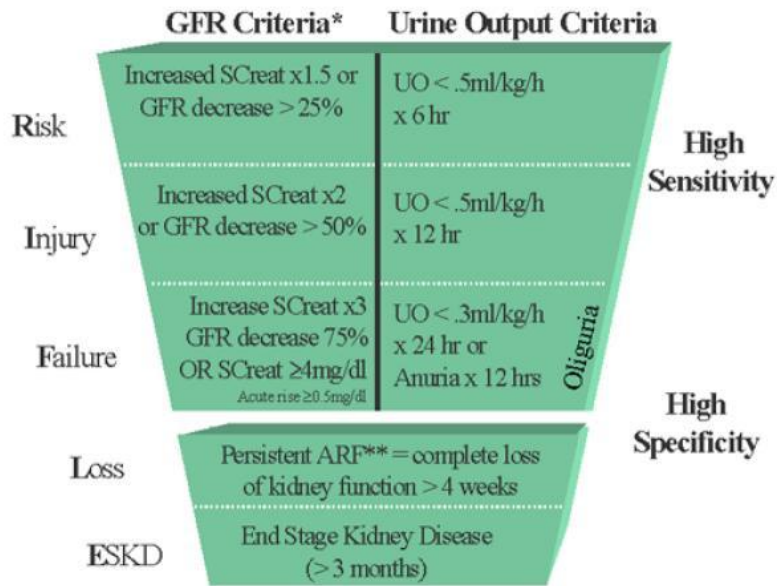 GFR Criteria*
Urine Output Criteria
Risk
Increased SCreat x1.5 or
GFR decrease > 25%
UO < .5ml/kg/h
x 6 hr
High
Sensitivity
Injury
Increased SCreat x2
or GFR decrease > 50%
UO < .5ml/kg/h
x 12 hr
Failure
Increase SCreat x3
GFR decrease 75%
OR SCreat ≥4mg/dl
Acute rise ≥0.5mg/dl
UO < .3ml/kg/h
x 24 hr or
Anuria x 12 hrs
Oliguria
High
Specificity
Loss
Persistent ARF** = complete loss
of kidney function > 4 weeks
ESKD
End Stage Kidney Disease
(> 3 months)